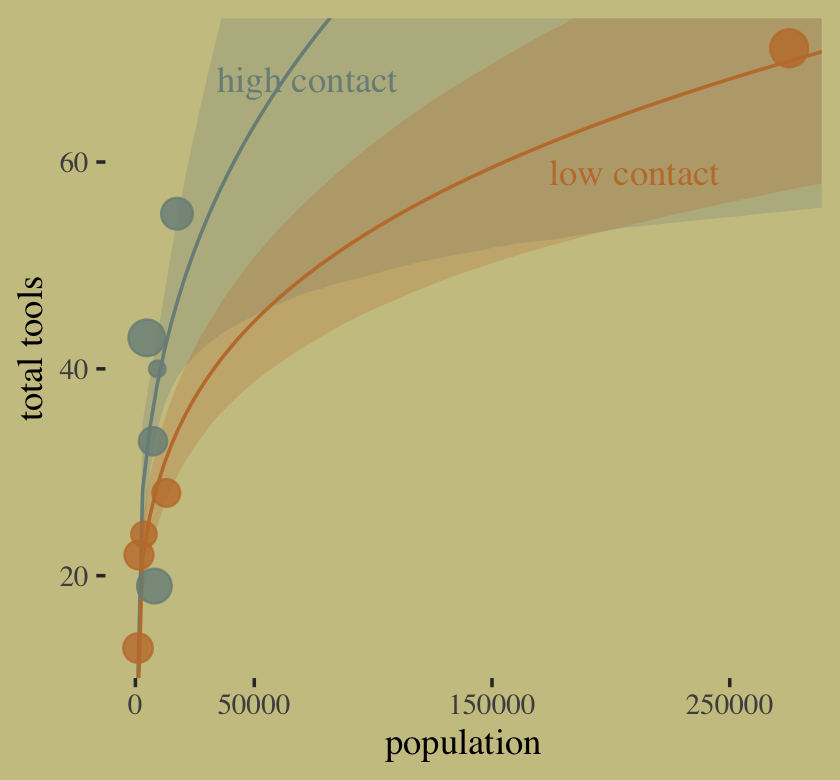 high contact
low contact
60
40
20
total tools
0 50000 150000 250000
population